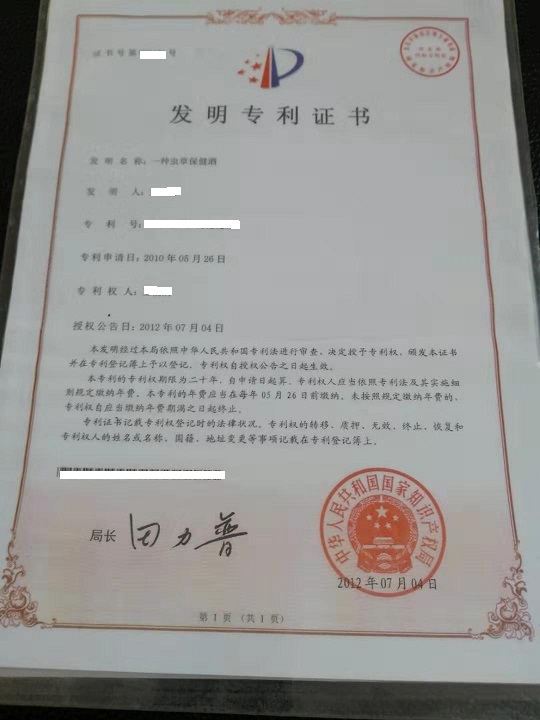 证书号第 号
发明专利证书
发明名称：一种虫草保健酒
发明人：
专利号：
专利申请日：2010年05月26日
专利权人：
授权公告日：2012年07月04日
本发明经过本局依照中华人民共和国专利法进行审查，决定授予专利权，颁发本证书
并在专利登记簿上予以登记。专利权自授权公告之日起生效。
本专利的专利权期限为二十年，自申请日起算。专利权人应当依照专利法及其实施细
则规定缴纳年费。本专利的年费应当在每年05月26日前缴纳。未按照规定缴纳年费的，
专利权自应当缴纳年费期满之日起终止。
专利证书记载专利权登记时的法律状况。专利权的转移、质押、无效、终止、恢复和
专利权人的姓名或名称、国籍、地址变更等事项记载在专利登记簿上。
局长 田力普
中华人民共和国国家知识产权局
2012年07月04日
第1页（共1页）